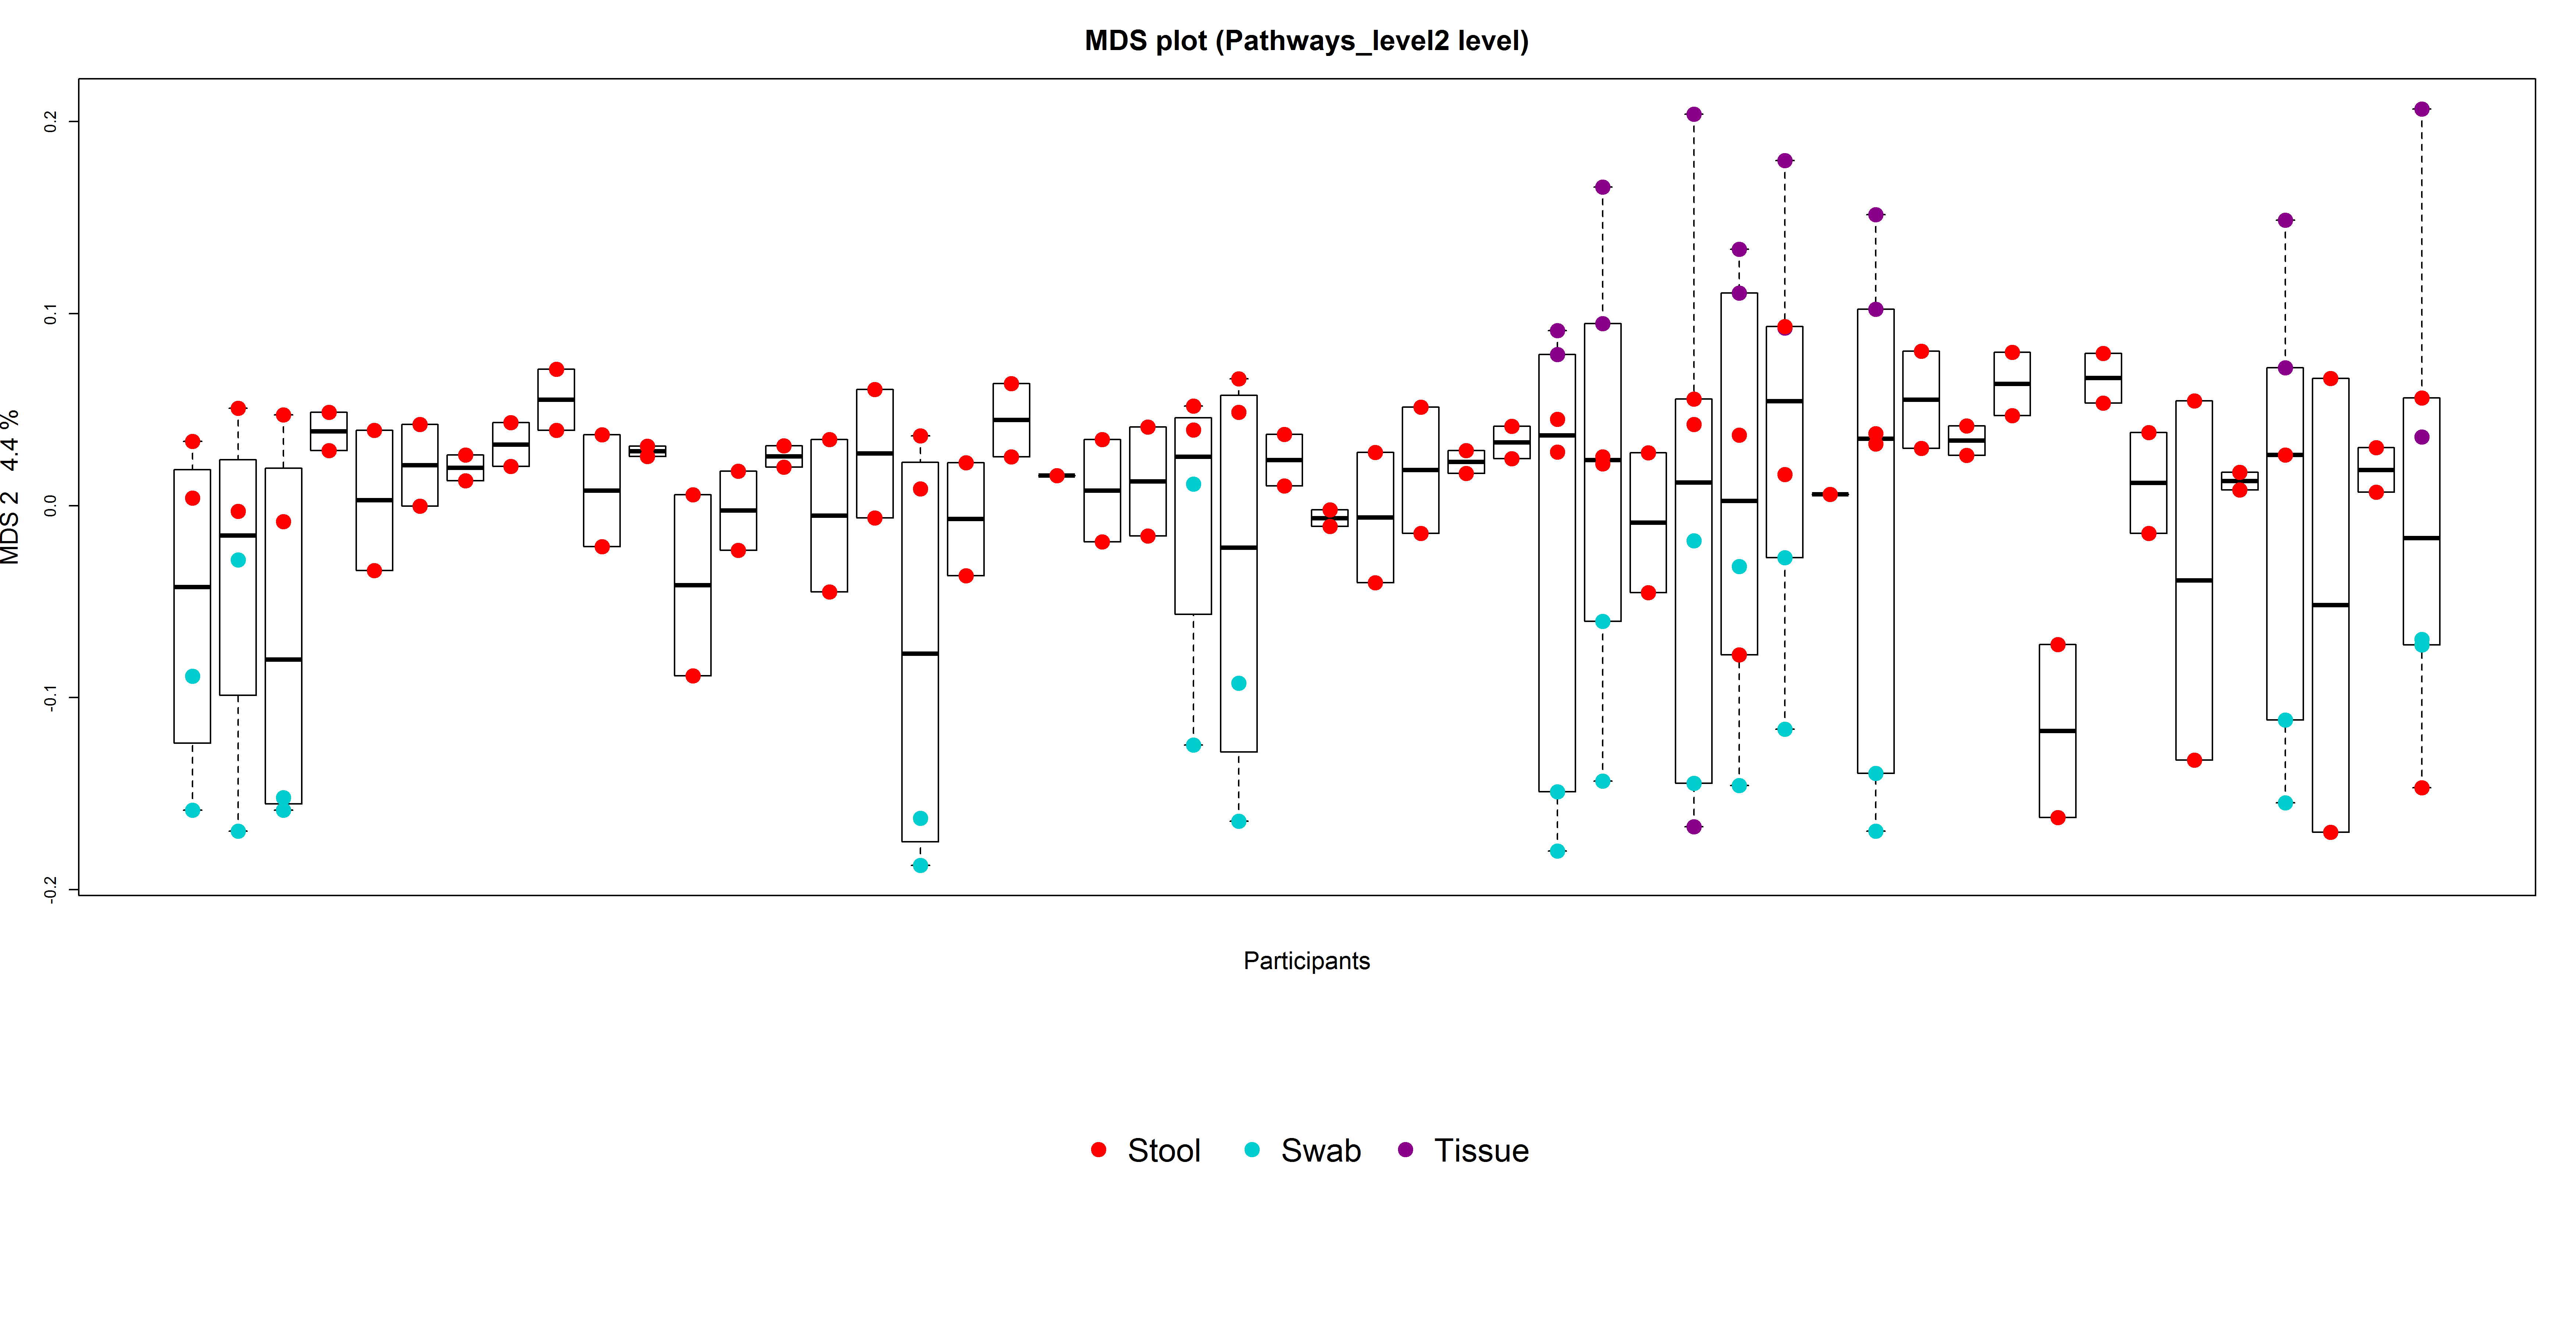 MDS plot (Pathways_level2 level)
MDS 2 4.4 %
0.2
0.1
0.0
-0.1
-0.2
Participants
Stool Swab Tissue